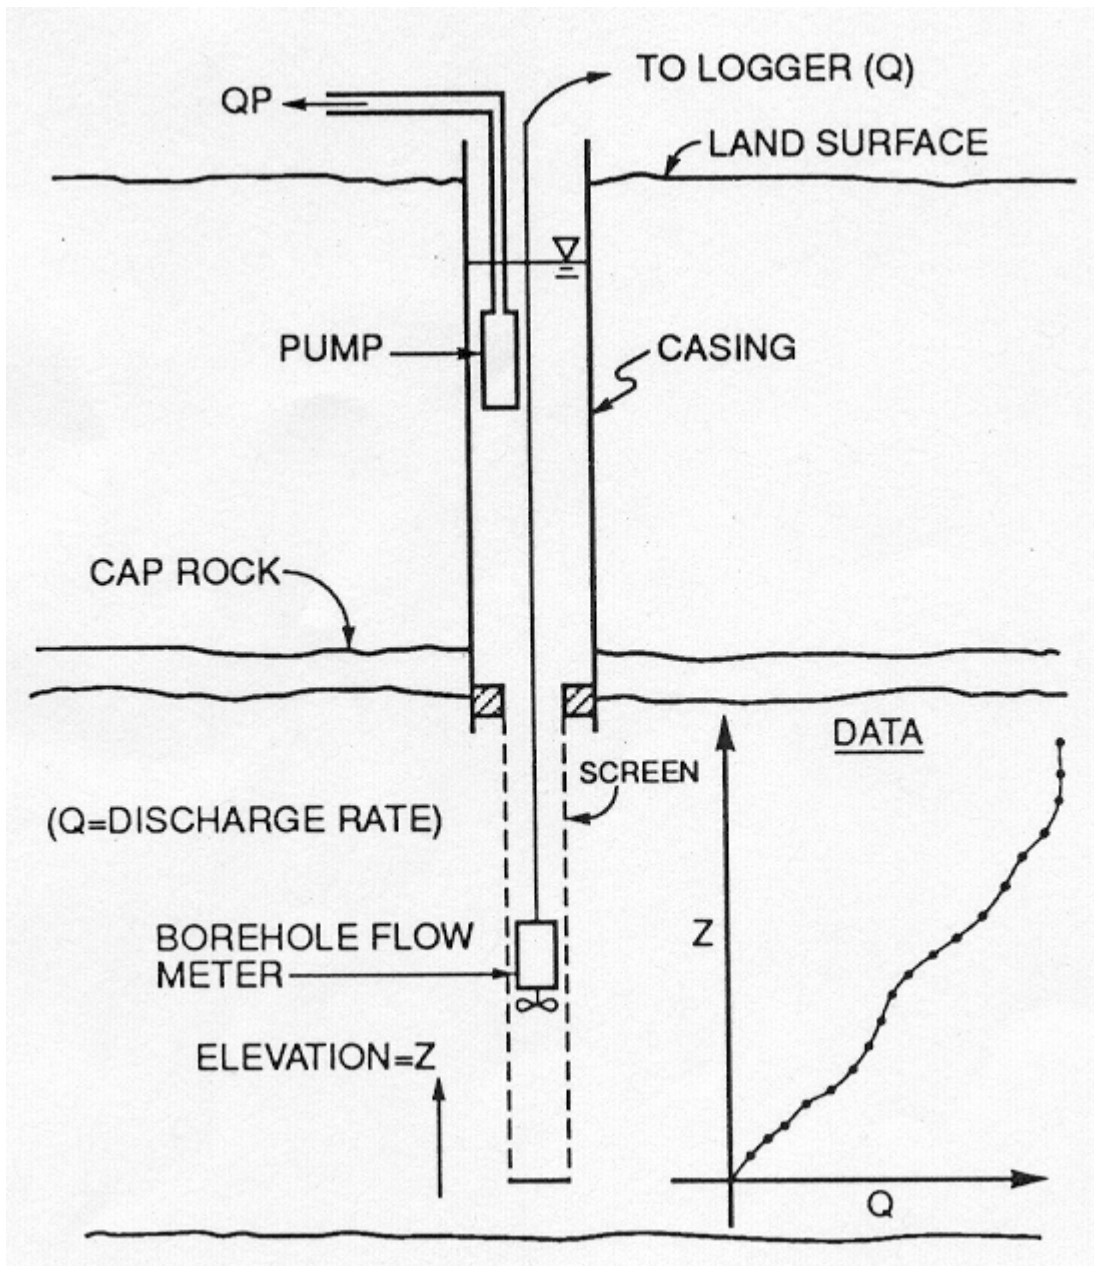 TO LOGGER (Q)
QP
LAND SURFACE
PUMP
CASING
CAP ROCK
DATA
SCREEN
(Q=DISCHARGE RATE)
Z
BOREHOLE FLOW
METER
ELEVATION=Z
Q